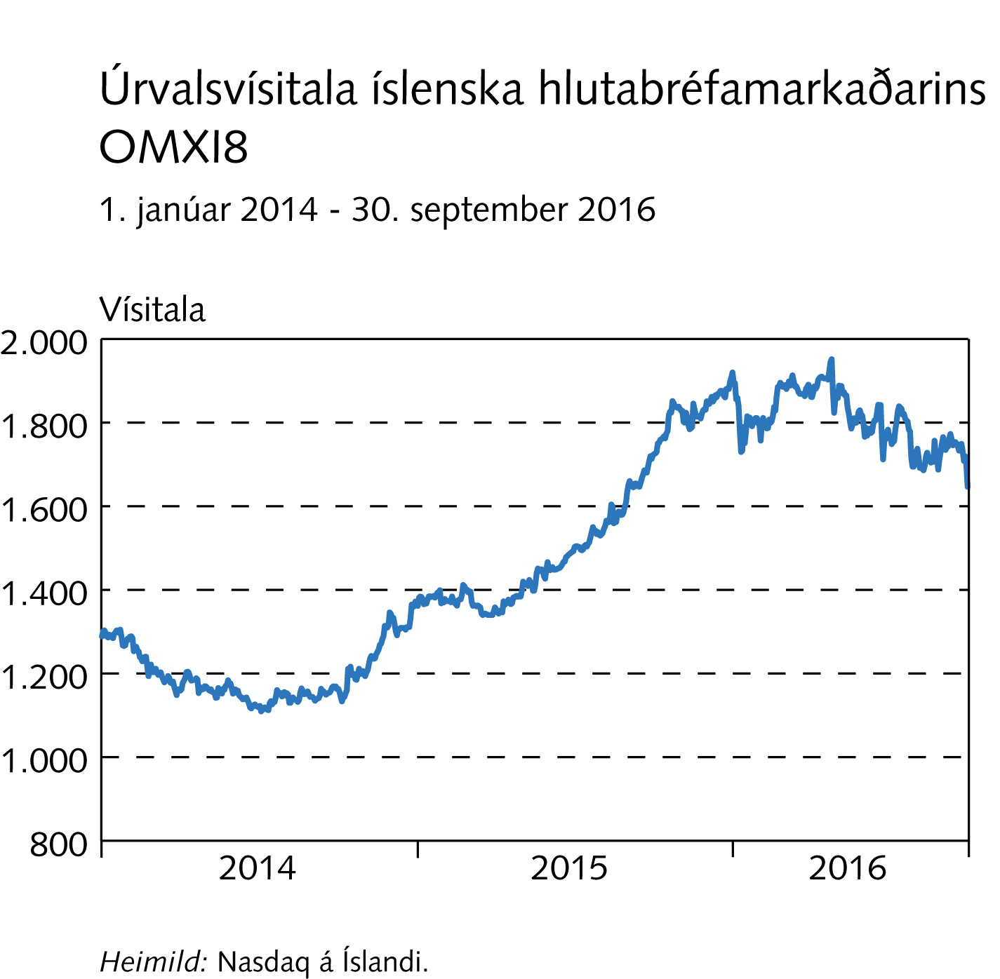 Úrvalsvísitala íslenska hlutabréfamarkaðarins
OMXI8
1. janúar 2014 - 30. september 2016
Vísitala
2.000
1.800
1.600
1.400
1.200
1.000
800
2014 2015 2016
Heimild: Nasdaq á Íslandi.